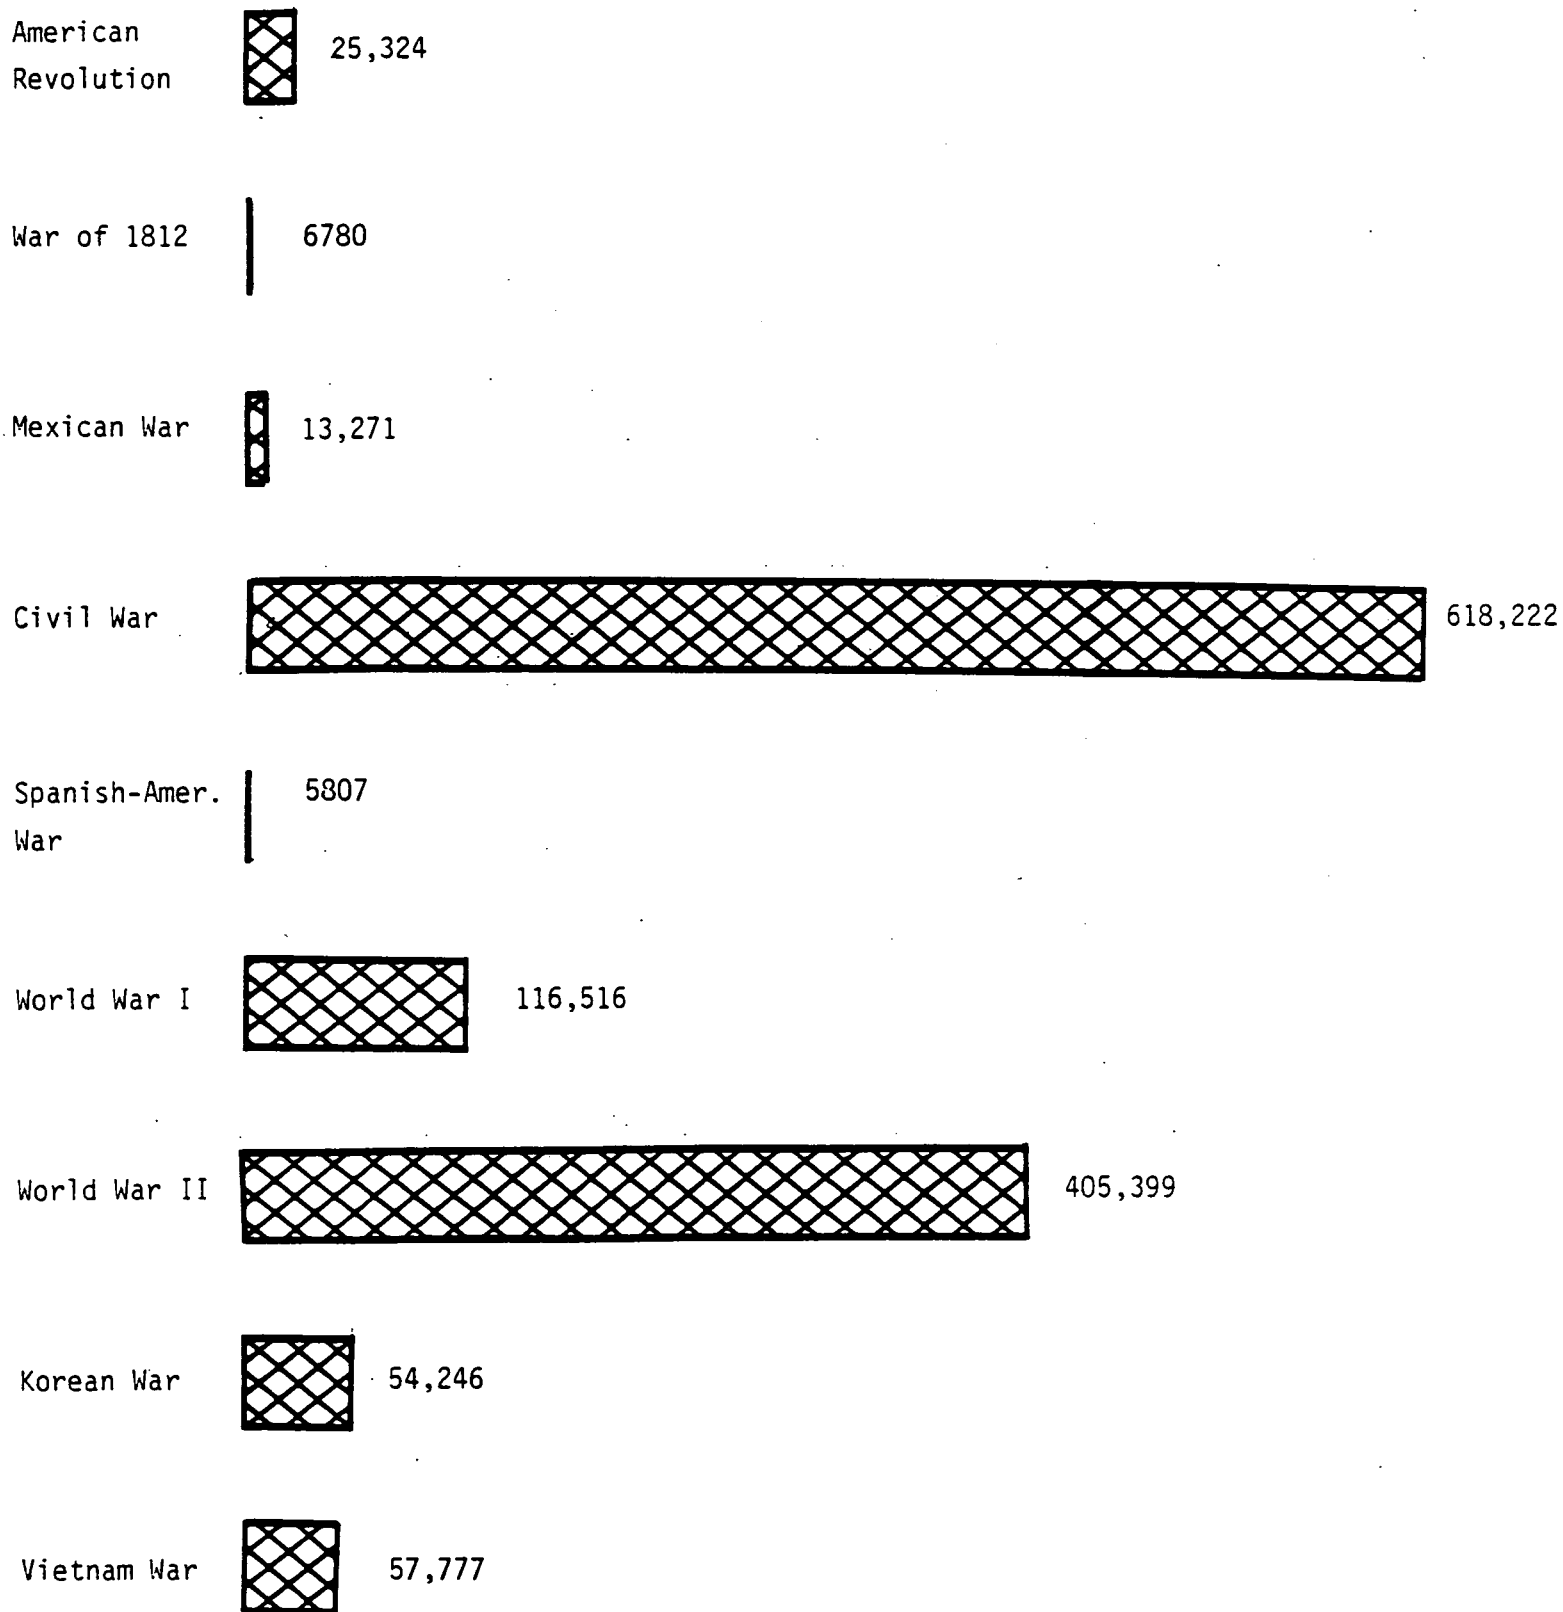 American
Revolution
25,324
War of 1812
6780
Mexican War
13,271
Civil War
618,222
Spanish-Amer.
War
5807
World War I
116,516
World War II
405,399
Korean War
54,246
Vietnam War
57,777